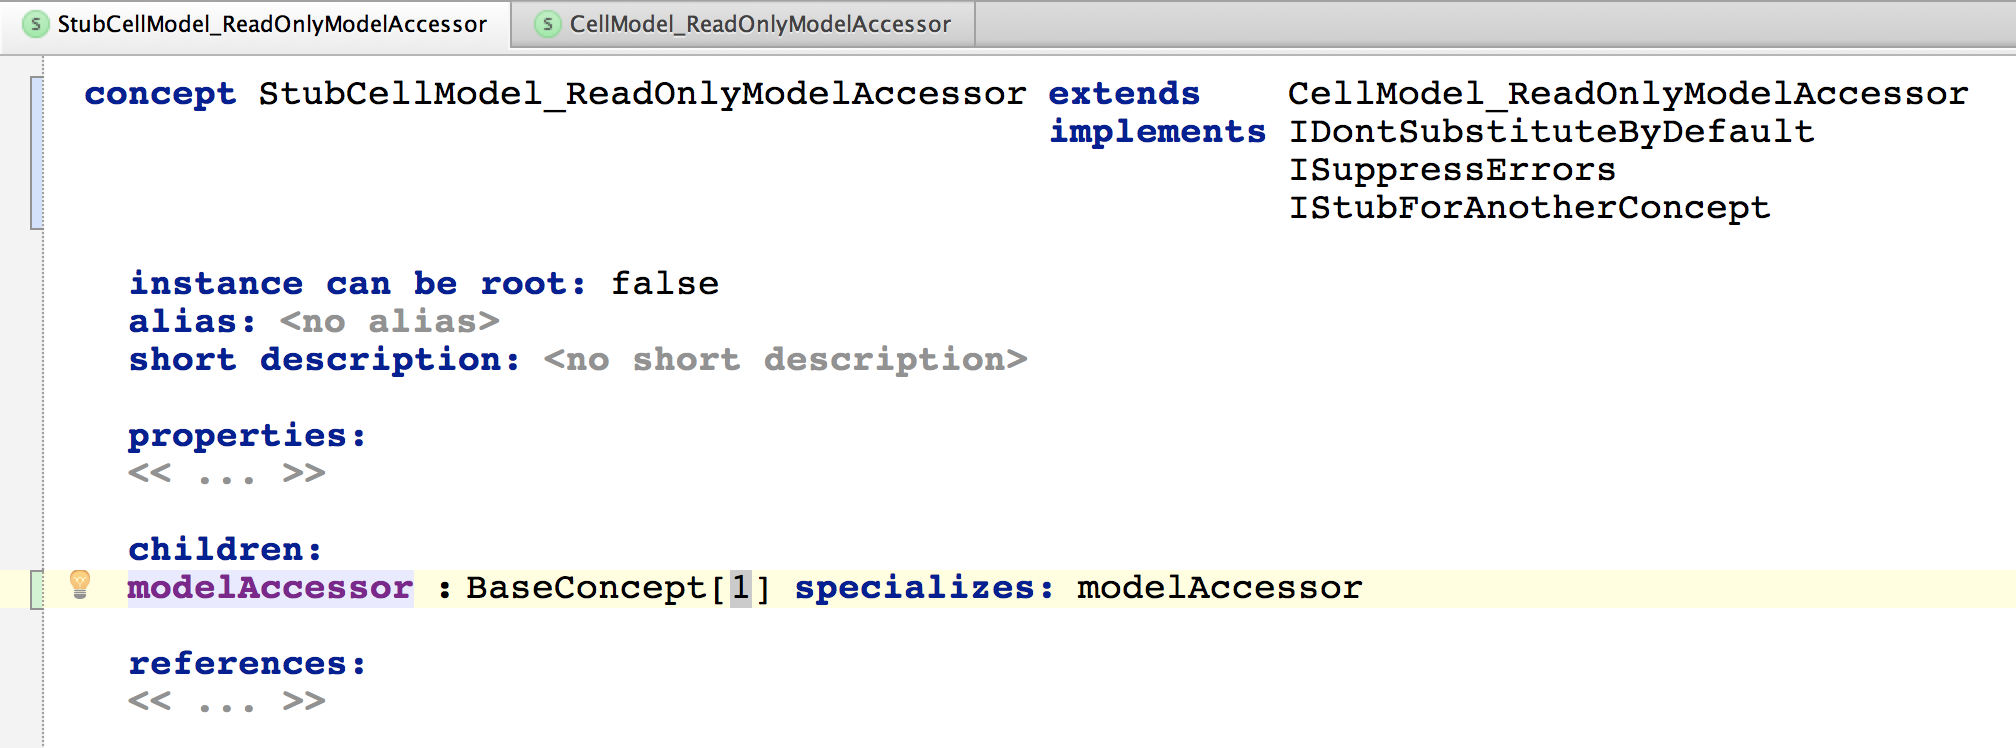 S StubCellModel_ReadOnlyModelAccessor S CellModel_ReadOnlyModelAccessor
concept StubCellModel_ReadOnlyModelAccessor extends CellModel_ReadOnlyModelAccessor
implements IDontSubstituteByDefault
ISuppressErrors
IStubForAnotherConcept
instance can be root: false
alias: <no alias>
short description: <no short description>
properties:
<< ... >>
children:
modelAccessor : BaseConcept[1] specializes: modelAccessor
references:
<< ... >>